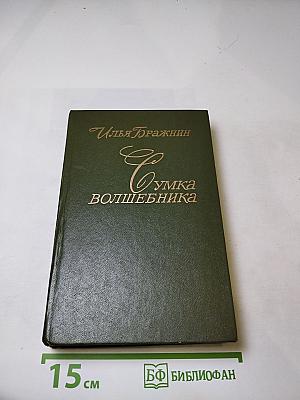 Илья Бражнин
Сумка
волшебника
15 см
БФ БИБЛИОФАН